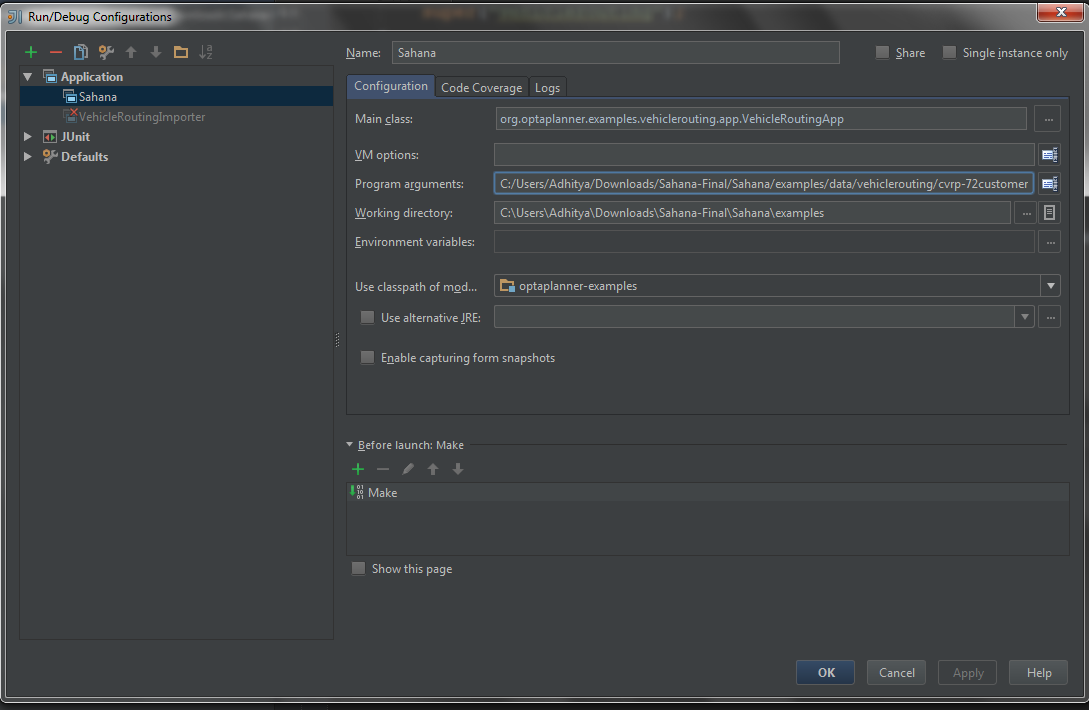 Run/Debug Configurations
Name: Sahana Share Single instance only
Application
Sahana
VehicleRoutingImporter
JUnit
Defaults
Configuration Code Coverage Logs
Main class: org.optaplanner.examples.vehiclerouting.app.VehicleRoutingApp ...
VM options:
Program arguments: C:/Users/Adhitya/Downloads/Sahana-Final/Sahana/examples/data/vehiclerouting/cvrp-72customer
Working directory: C:\Users\Adhitya\Downloads\Sahana-Final\Sahana\examples ...
Environment variables: ...
Use classpath of mod... optaplanner-examples
Use alternative JRE: ...
Enable capturing form snapshots
Before launch: Make
Make
Show this page
OK Cancel Apply Help